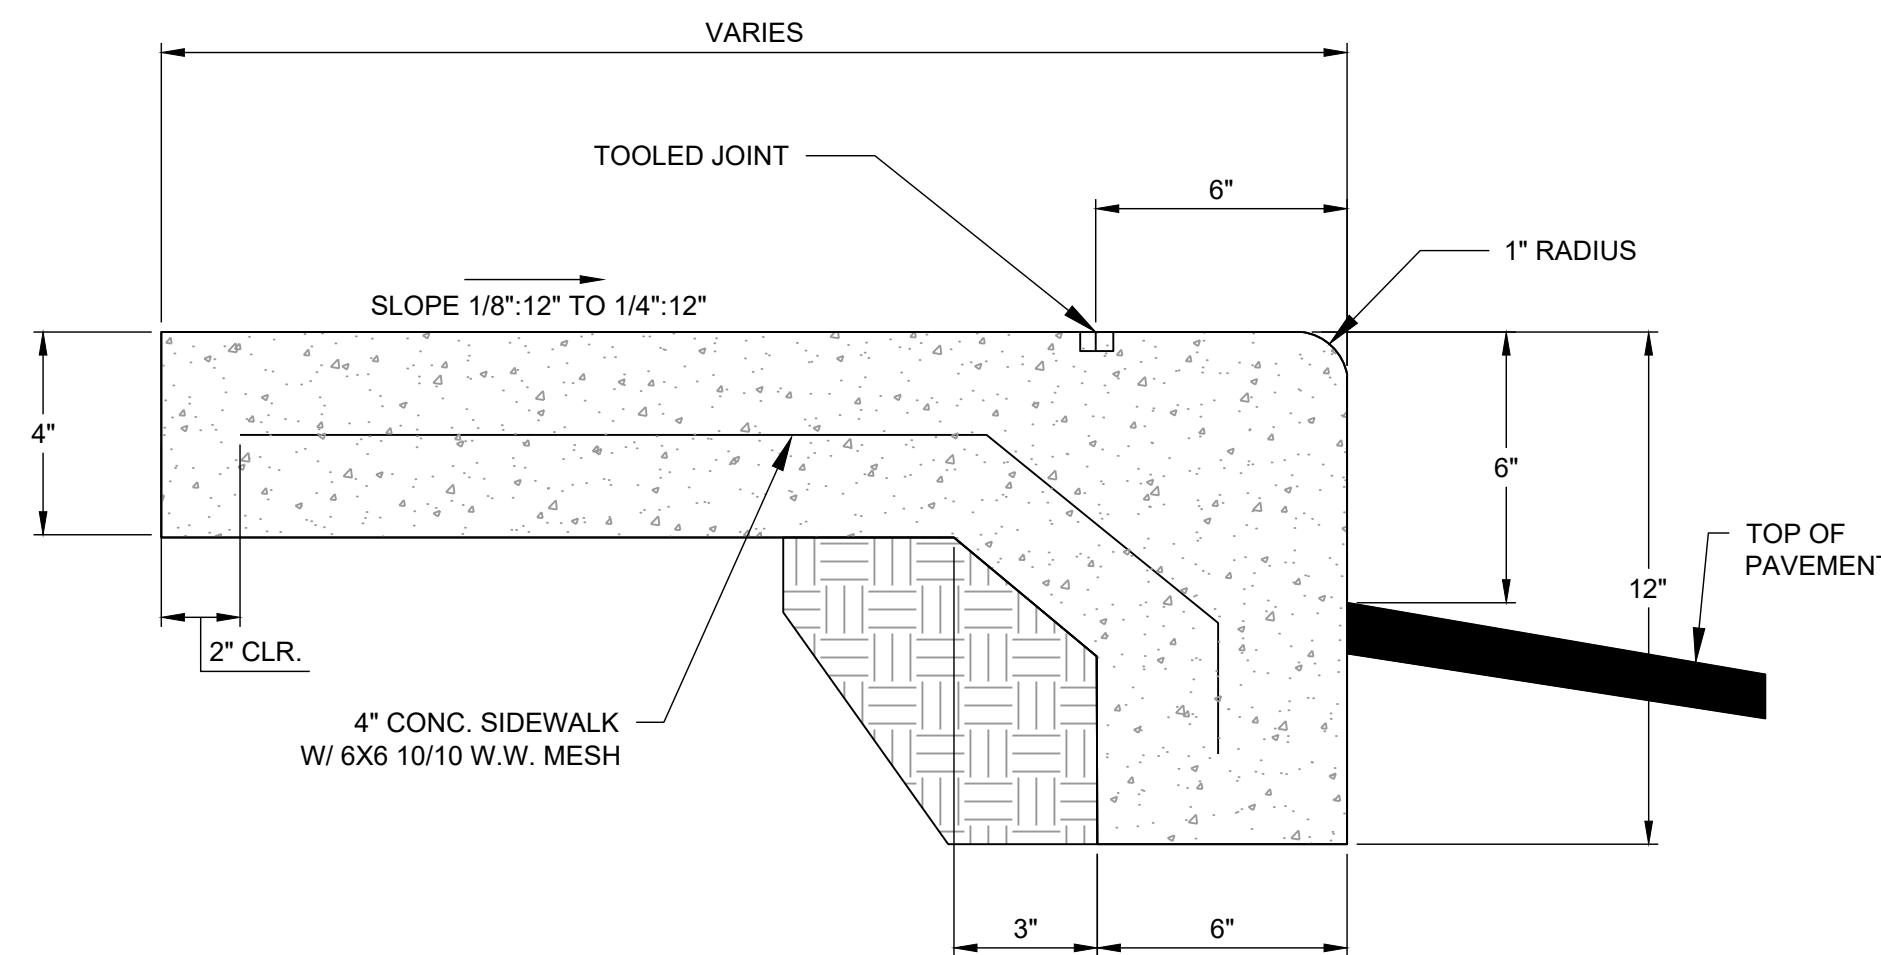 VARIES
TOOLED JOINT
6"
1" RADIUS
SLOPE 1/8":12" TO 1/4":12"
4"
6"
TOP OF
PAVEMENT
12"
2" CLR.
4" CONC. SIDEWALK
W/ 6X6 10/10 W.W. MESH
3"
6"